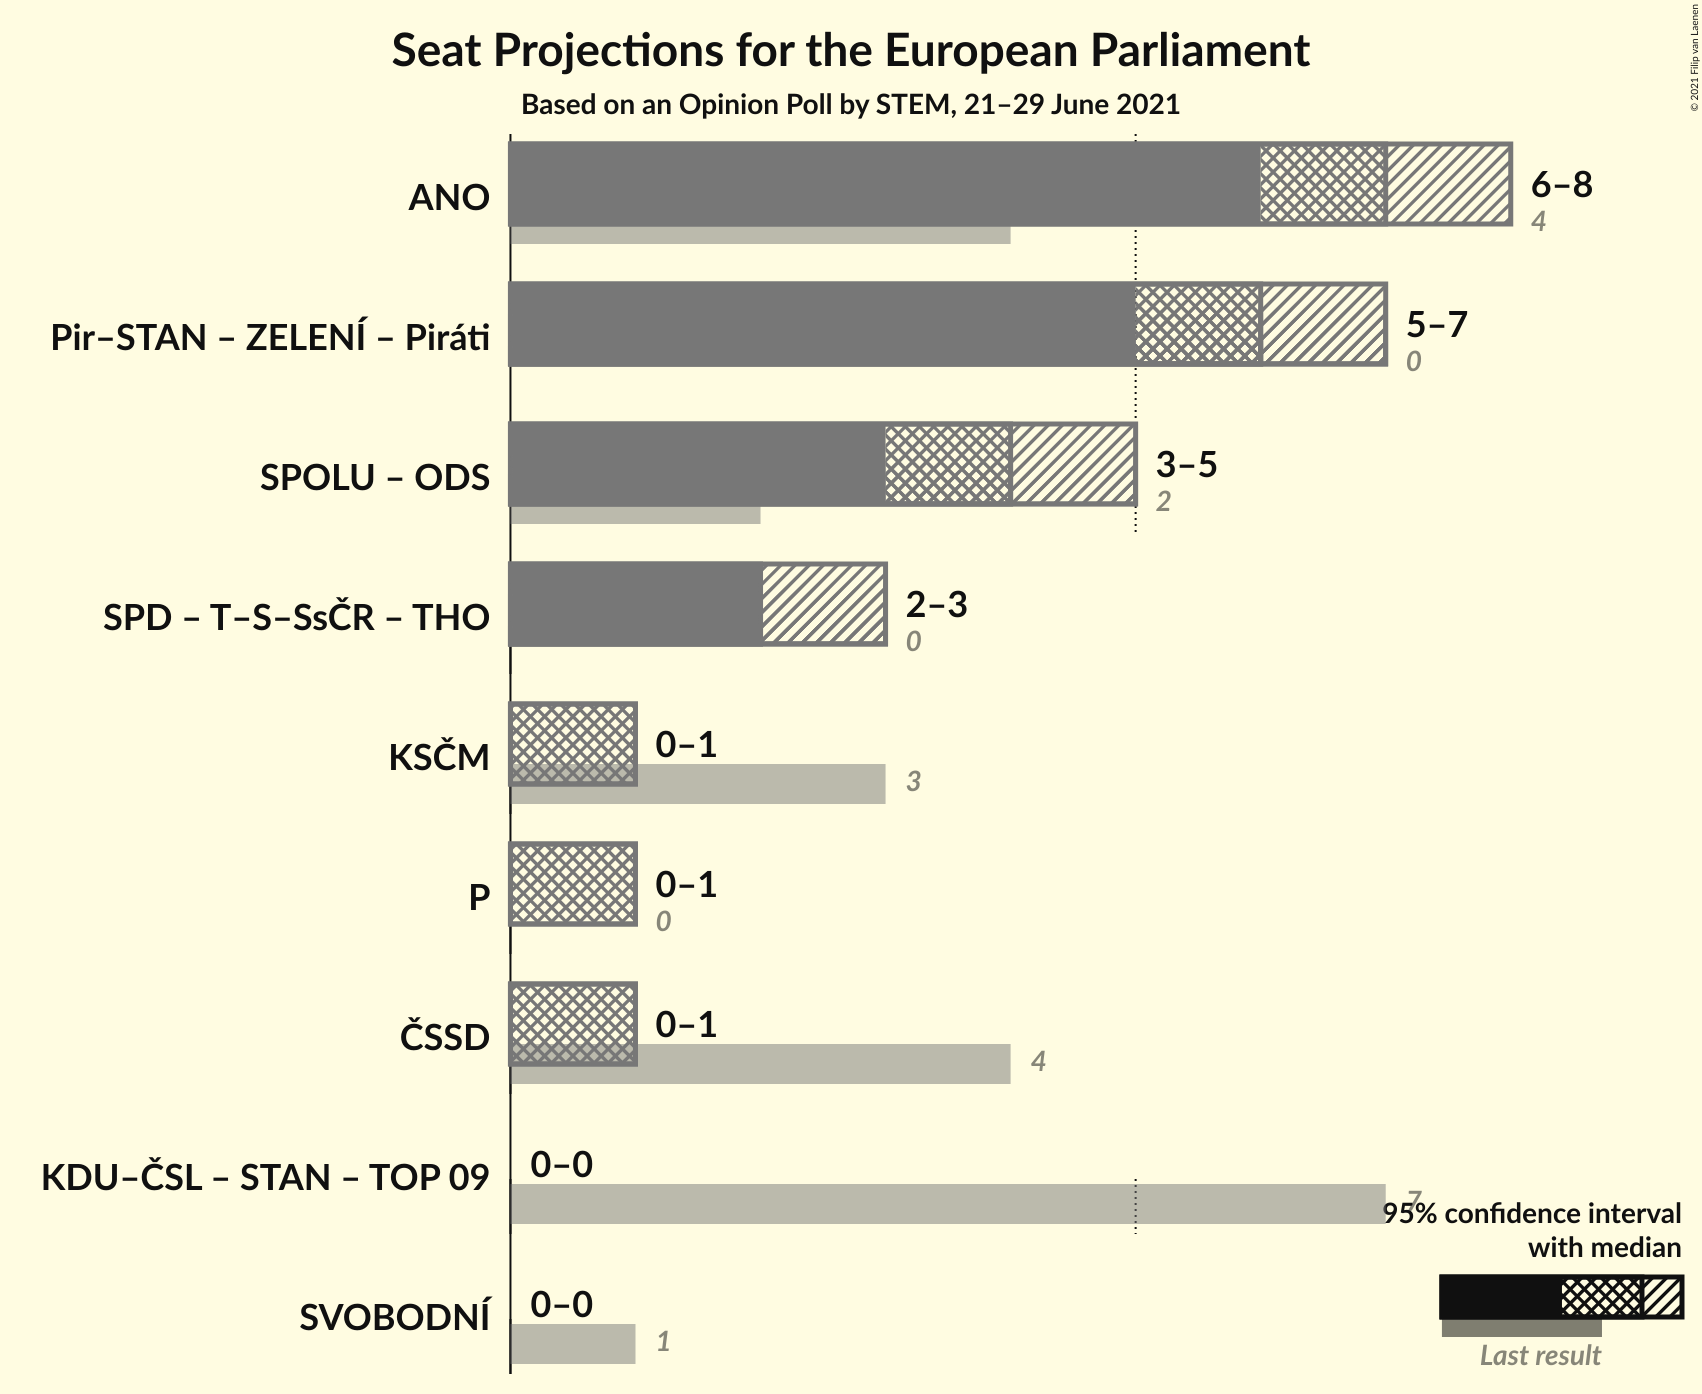 Seat Projections for the European Parliament
Based on an Opinion Poll by STEM, 21–29 June 2021
© 2021 Filip van Laenen
ANO
6–8
4
Pir–STAN – ZELENÍ – Piráti
5–7
0
SPOLU – ODS
3–5
2
SPD – T–S–SsČR – THO
2–3
0
KSČM
0–1
3
P
0–1
0
ČSSD
0–1
4
KDU–ČSL – STAN – TOP 09
0–0
7
SVOBODNÍ
0–0
1
95% confidence interval
with median
Last result